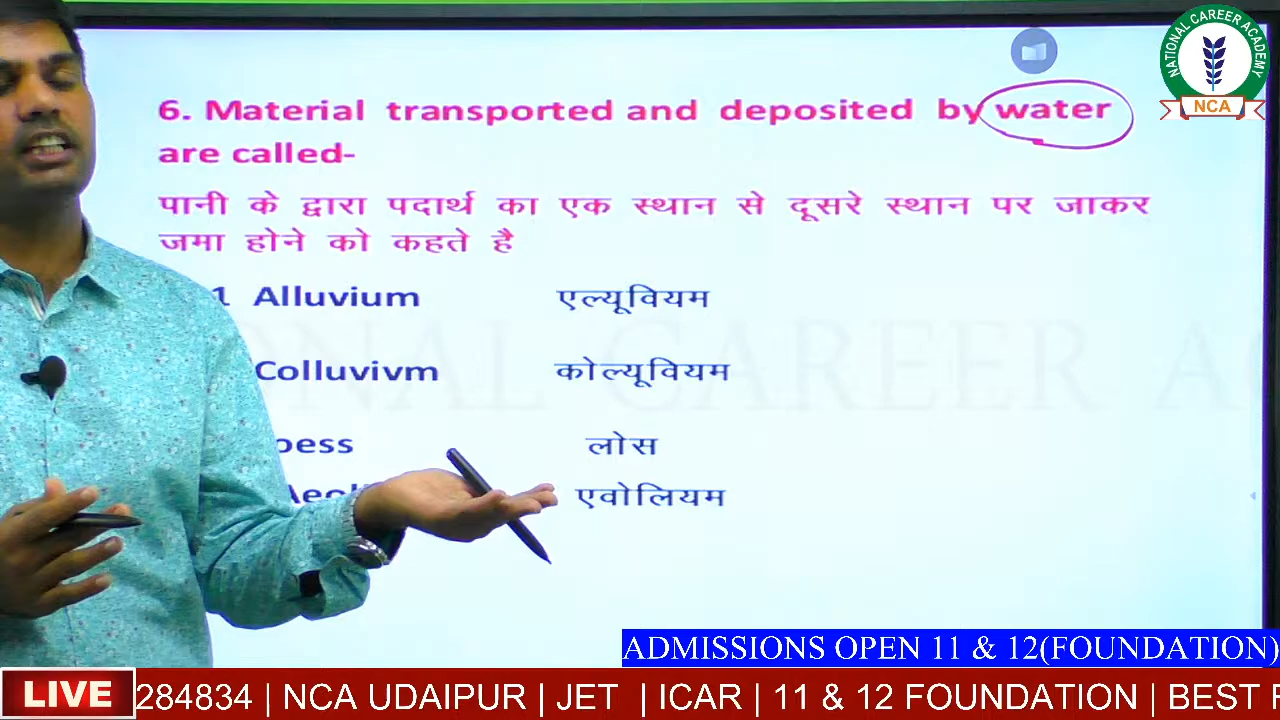 NATIONAL CAREER ACADEMY
NCA
6. Material transported and deposited by water
are called-
पानी के द्वारा पदार्थ का एक स्थान से दूसरे स्थान पर जाकर
जमा होने को कहते है
1 Alluvium एल्यूवियम
Colluvivm कोल्यूवियम
लोस
एवोलियम
ADMISSIONS OPEN 11 & 12(FOUNDATION)
LIVE 284834 | NCA UDAIPUR | JET | ICAR | 11 & 12 FOUNDATION | BEST